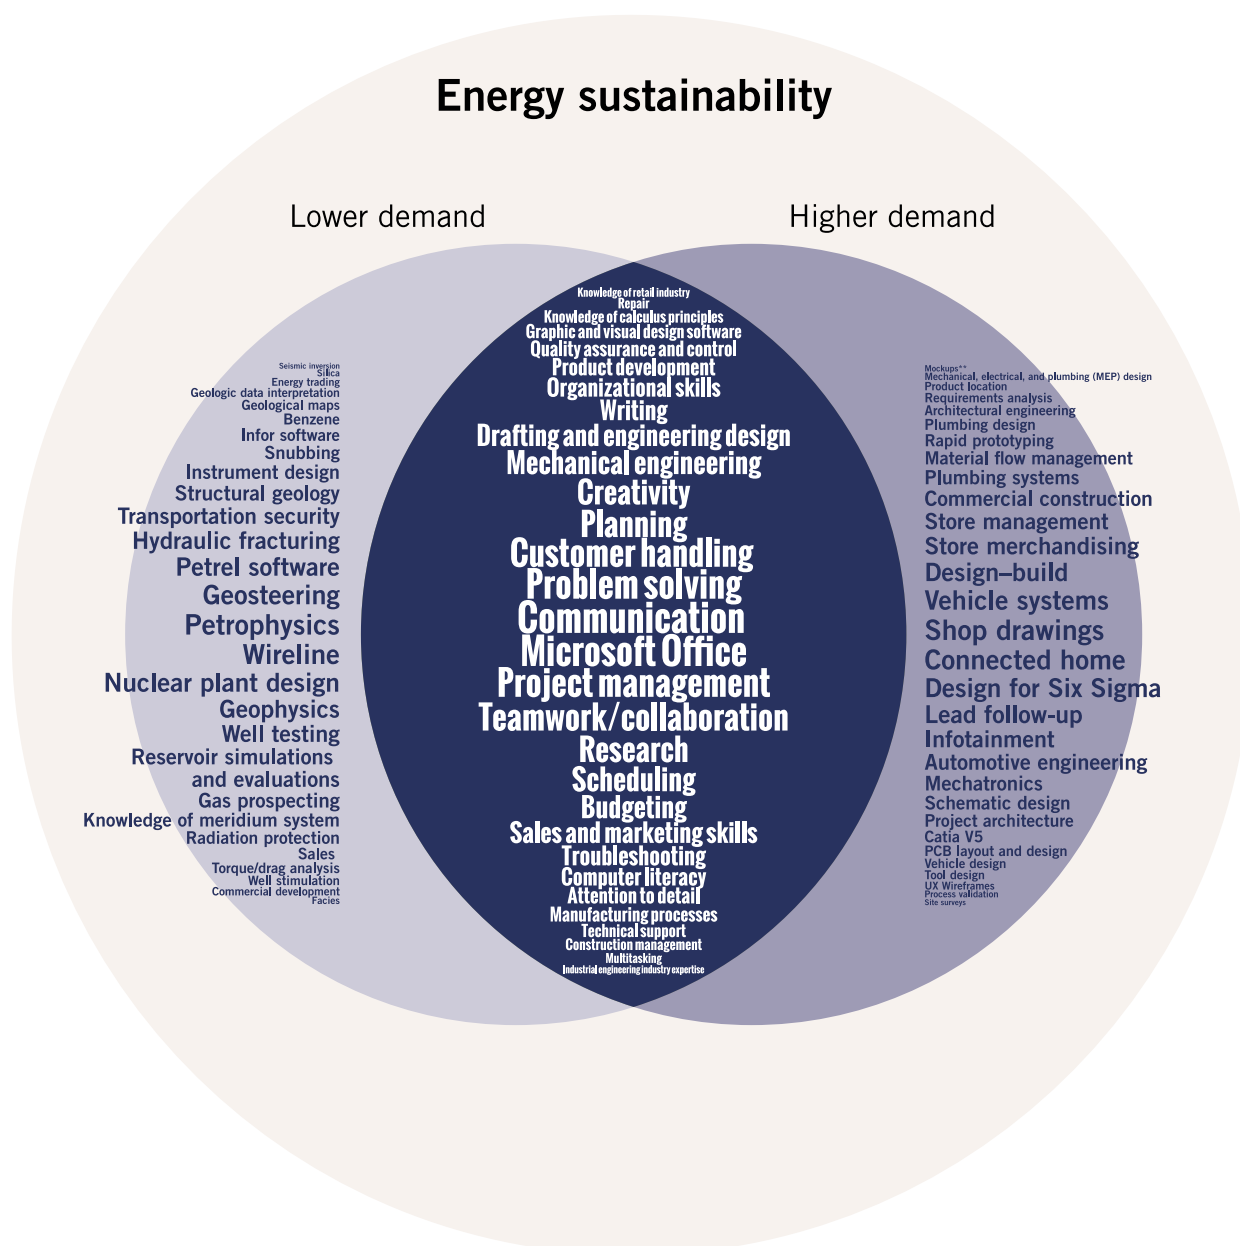 Energy sustainability
Lower demand
Higher demand
Seismic inversion
Silica
Energy trading
Geologic data interpretation
Geological maps
Benzene
Infor software
Snubbing
Instrument design
Structural geology
Transportation security
Hydraulic fracturing
Petrel software
Geosteering
Petrophysics
Wireline
Nuclear plant design
Geophysics
Well testing
Reservoir simulations
and evaluations
Gas prospecting
Knowledge of meridium system
Radiation protection
Sales
Torque/drag analysis
Well stimulation
Commercial development
Facies
Knowledge of retail industry
Repair
Knowledge of calculus principles
Graphic and visual design software
Quality assurance and control
Product development
Organizational skills
Writing
Drafting and engineering design
Mechanical engineering
Creativity
Planning
Customer handling
Problem solving
Communication
Microsoft Office
Project management
Teamwork/collaboration
Research
Scheduling
Budgeting
Sales and marketing skills
Troubleshooting
Computer literacy
Attention to detail
Manufacturing processes
Technical support
Construction management
Multitasking
Industrial engineering industry expertise
Mockups**
Mechanical, electrical, and plumbing (MEP) design
Product location
Requirements analysis
Architectural engineering
Plumbing design
Rapid prototyping
Material flow management
Plumbing systems
Commercial construction
Store management
Store merchandising
Design–build
Vehicle systems
Shop drawings
Connected home
Design for Six Sigma
Lead follow-up
Infotainment
Automotive engineering
Mechatronics
Schematic design
Project architecture
Catia V5
PCB layout and design
Vehicle design
Tool design
UX Wireframes
Process validation
Site surveys